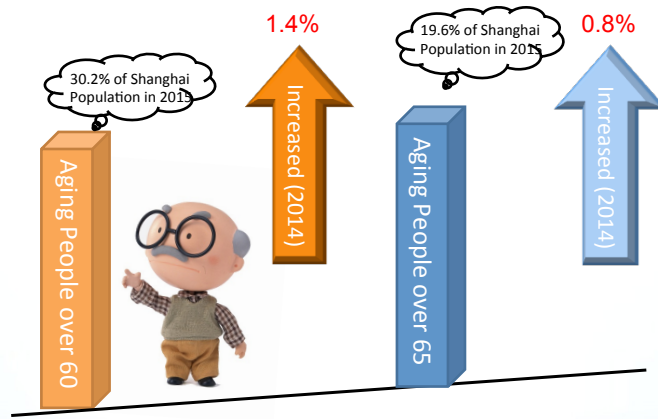 1.4%
19.6% of Shanghai
Population in 2015
0.8%
30.2% of Shanghai
Population in 2015
Aging People over 60
Increased (2014)
Aging People over 65
Increased (2014)